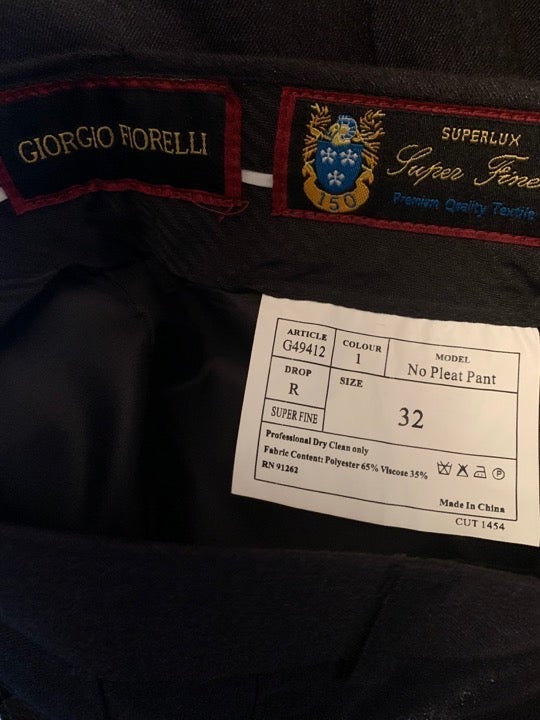 GIORGIO FIORELLI
SUPERLUX
Super Fine
Premium Quality Textile
150
ARTICLE
G49412
COLOUR
1
MODEL
No Pleat Pant
DROP
R
SIZE
32
SUPER FINE
Professional Dry Clean only
Fabric Content: Polyester 65% Viscose 35%
RN 91262
P
Made In China
CUT 1454